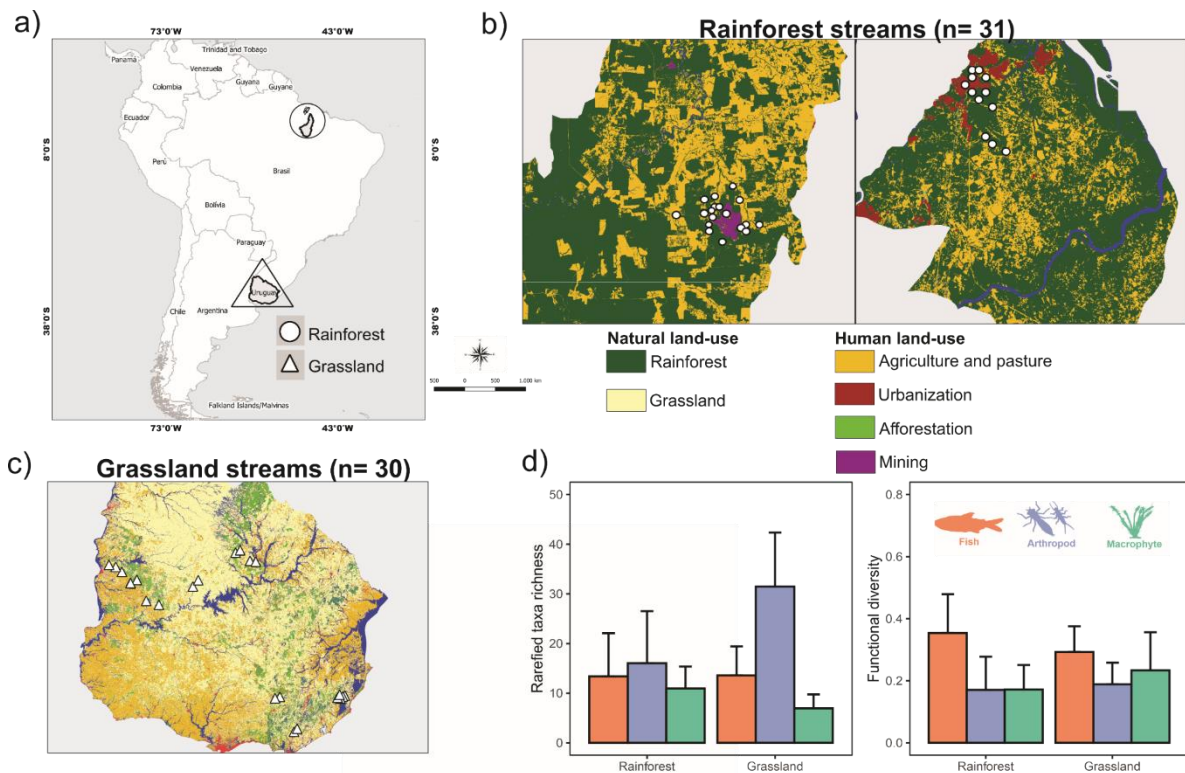 a)
73°0'W 43°0'W
Panamá
Trinidad and Tobago
Venezuela
Guyana
Guyane
Colombia
Ecuador
8°0'S
8°0'S
Perú
Brasil
Bolívia
Paraguay
Uruguay
38°0'S
38°0'S
Chile
Argentina
Rainforest
Grassland
Falkland Islands/Malvinas
500 0 500 1.000 km
73°0'W 43°0'W
b)
Rainforest streams (n= 31)
Natural land-use
Rainforest
Grassland
Human land-use
Agriculture and pasture
Urbanization
Afforestation
Mining
c)
Grassland streams (n= 30)
d)
Rarefied taxa richness
50
40
30
20
10
0
Rainforest Grassland
Functional diversity
0.8
0.6
0.4
0.2
0.0
Fish Arthropod Macrophyte
Rainforest Grassland